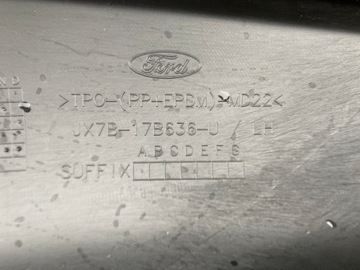 Ford
>TPO-(PP+EPDM)-MD22<
JX7B-17B636-U / LH
A B C D E F G
SUFFIX